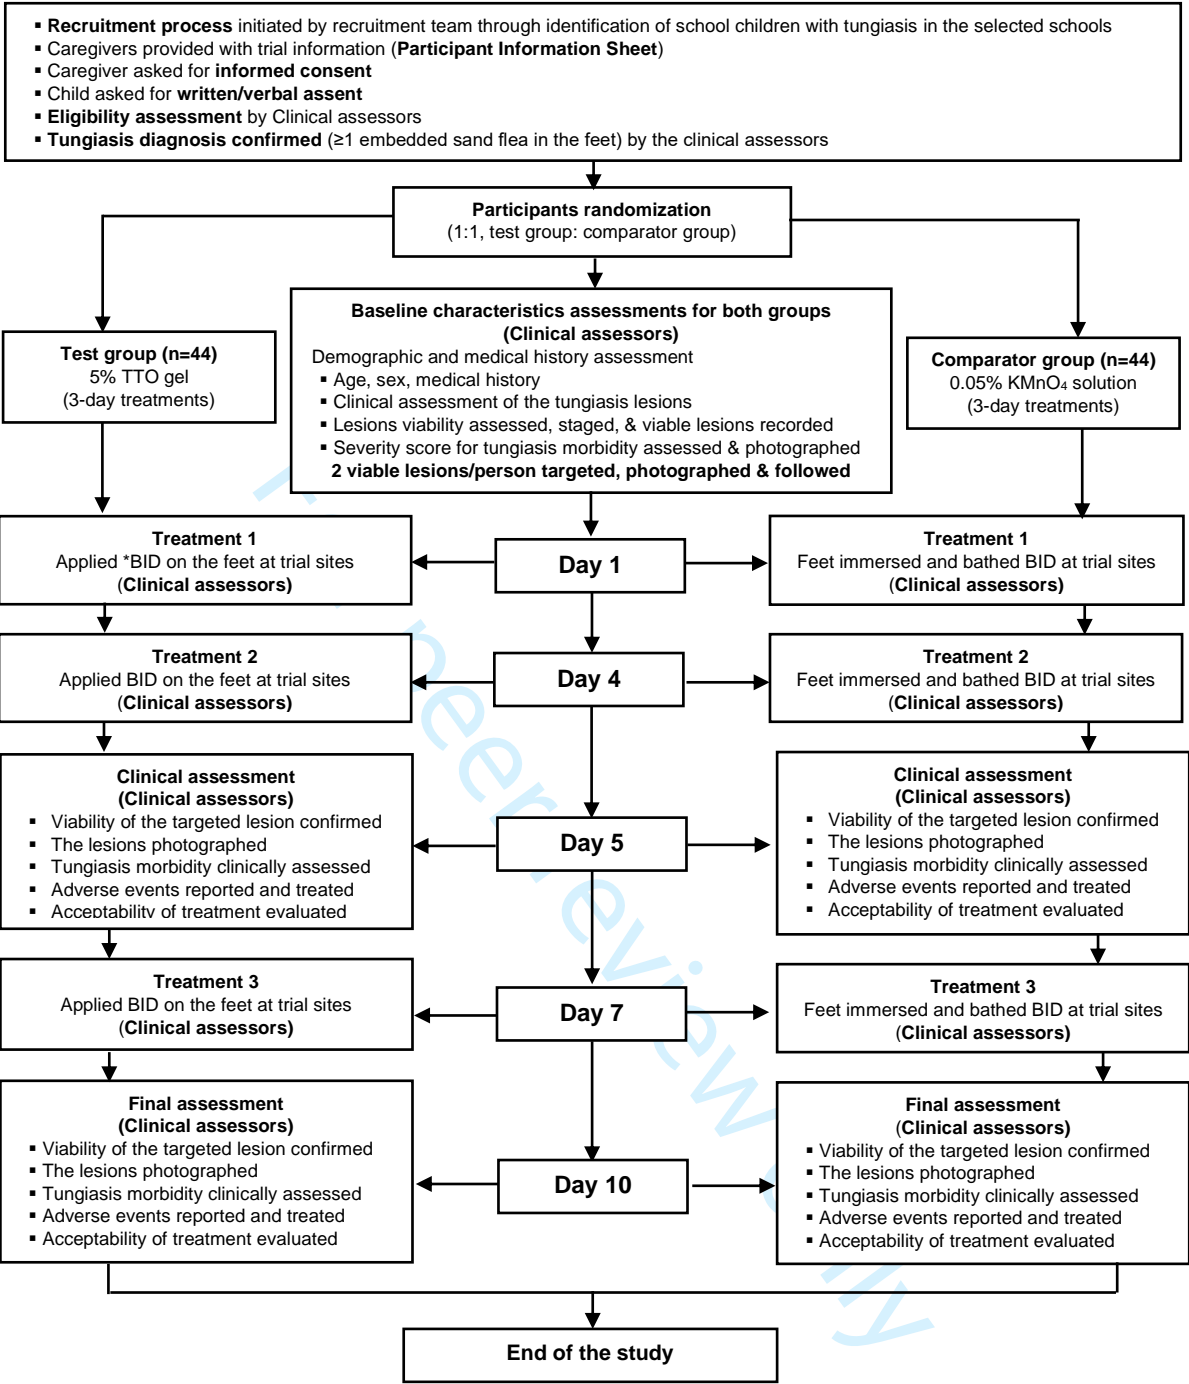 ▪ Recruitment process initiated by recruitment team through identification of school children with tungiasis in the selected schools
▪ Caregivers provided with trial information (Participant Information Sheet)
▪ Caregiver asked for informed consent
▪ Child asked for written/verbal assent
▪ Eligibility assessment by Clinical assessors
▪ Tungiasis diagnosis confirmed (≥1 embedded sand flea in the feet) by the clinical assessors
Participants randomization
(1:1, test group: comparator group)
Baseline characteristics assessments for both groups
(Clinical assessors)
Demographic and medical history assessment
▪ Age, sex, medical history
▪ Clinical assessment of the tungiasis lesions
▪ Lesions viability assessed, staged, & viable lesions recorded
▪ Severity score for tungiasis morbidity assessed & photographed
2 viable lesions/person targeted, photographed & followed
Test group (n=44)
5% TTO gel
(3-day treatments)
Comparator group (n=44)
0.05% KMnO₄ solution
(3-day treatments)
Treatment 1
Applied *BID on the feet at trial sites
(Clinical assessors)
Day 1
Treatment 1
Feet immersed and bathed BID at trial sites
(Clinical assessors)
Treatment 2
Applied BID on the feet at trial sites
(Clinical assessors)
Day 4
Treatment 2
Feet immersed and bathed BID at trial sites
(Clinical assessors)
Clinical assessment
(Clinical assessors)
▪ Viability of the targeted lesion confirmed
▪ The lesions photographed
▪ Tungiasis morbidity clinically assessed
▪ Adverse events reported and treated
▪ Acceptability of treatment evaluated
Day 5
Clinical assessment
(Clinical assessors)
▪ Viability of the targeted lesion confirmed
▪ The lesions photographed
▪ Tungiasis morbidity clinically assessed
▪ Adverse events reported and treated
▪ Acceptability of treatment evaluated
Treatment 3
Applied BID on the feet at trial sites
(Clinical assessors)
Day 7
Treatment 3
Feet immersed and bathed BID at trial sites
(Clinical assessors)
Final assessment
(Clinical assessors)
▪ Viability of the targeted lesion confirmed
▪ The lesions photographed
▪ Tungiasis morbidity clinically assessed
▪ Adverse events reported and treated
▪ Acceptability of treatment evaluated
Day 10
Final assessment
(Clinical assessors)
▪ Viability of the targeted lesion confirmed
▪ The lesions photographed
▪ Tungiasis morbidity clinically assessed
▪ Adverse events reported and treated
▪ Acceptability of treatment evaluated
End of the study
peer review